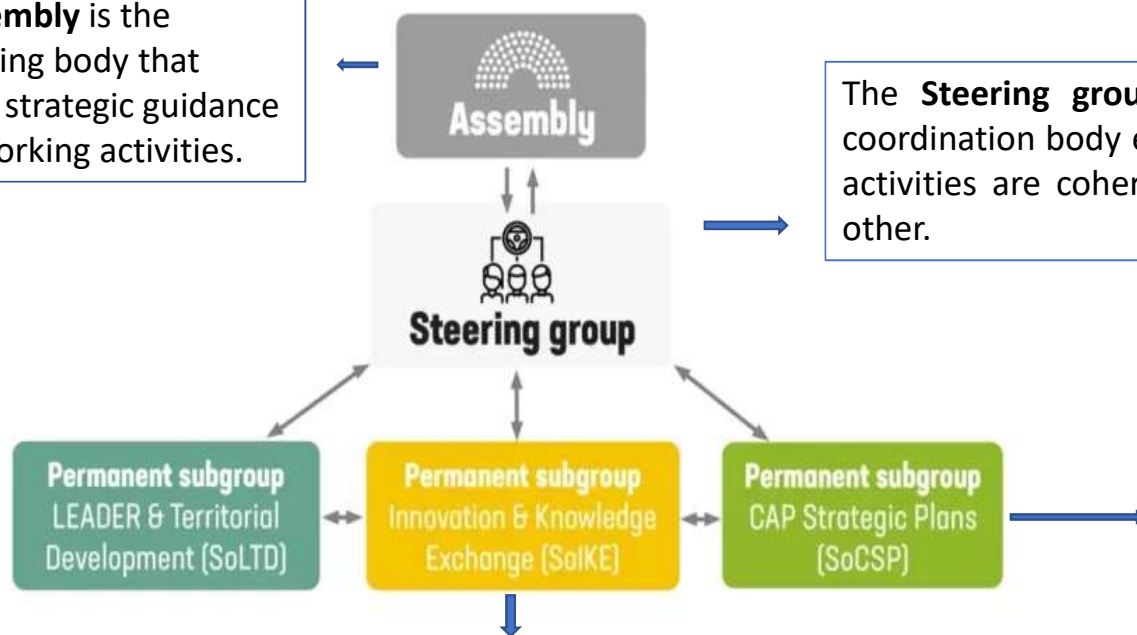 embly is the
ing body that
strategic guidance
orking activities.
Assembly
The Steering grou
coordination body e
activities are coher
other.
Steering group
Permanent subgroup
LEADER & Territorial
Development (SoLTD)
Permanent subgroup
Innovation & Knowledge
Exchange (SoIKE)
Permanent subgroup
CAP Strategic Plans
(SoCSP)